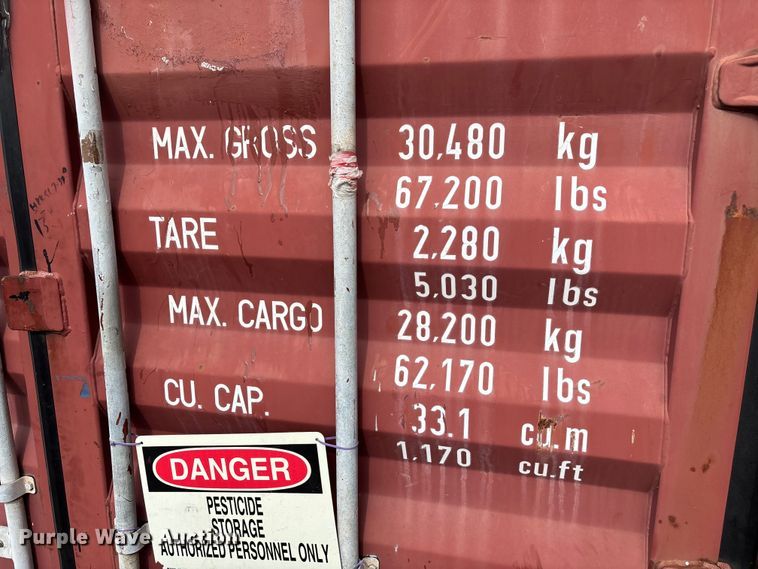 MAX. GROSS 30,480 kg
67,200 lbs
TARE 2,280 kg
5,030 lbs
MAX. CARGO 28,200 kg
62,170 lbs
CU. CAP. 33.1 cu.m
1,170 cu.ft
DANGER
PESTICIDE
STORAGE
AUTHORIZED PERSONNEL ONLY
Purple Wave Auction